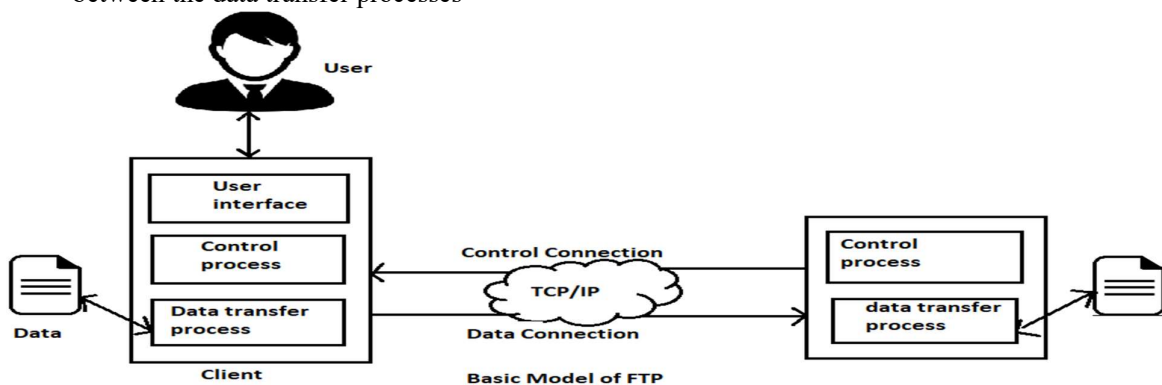 between the data transfer processes
User
User
interface
Control
process
Data transfer
process
Data
Client
Control Connection
TCP/IP
Data Connection
Control
process
data transfer
process
Basic Model of FTP